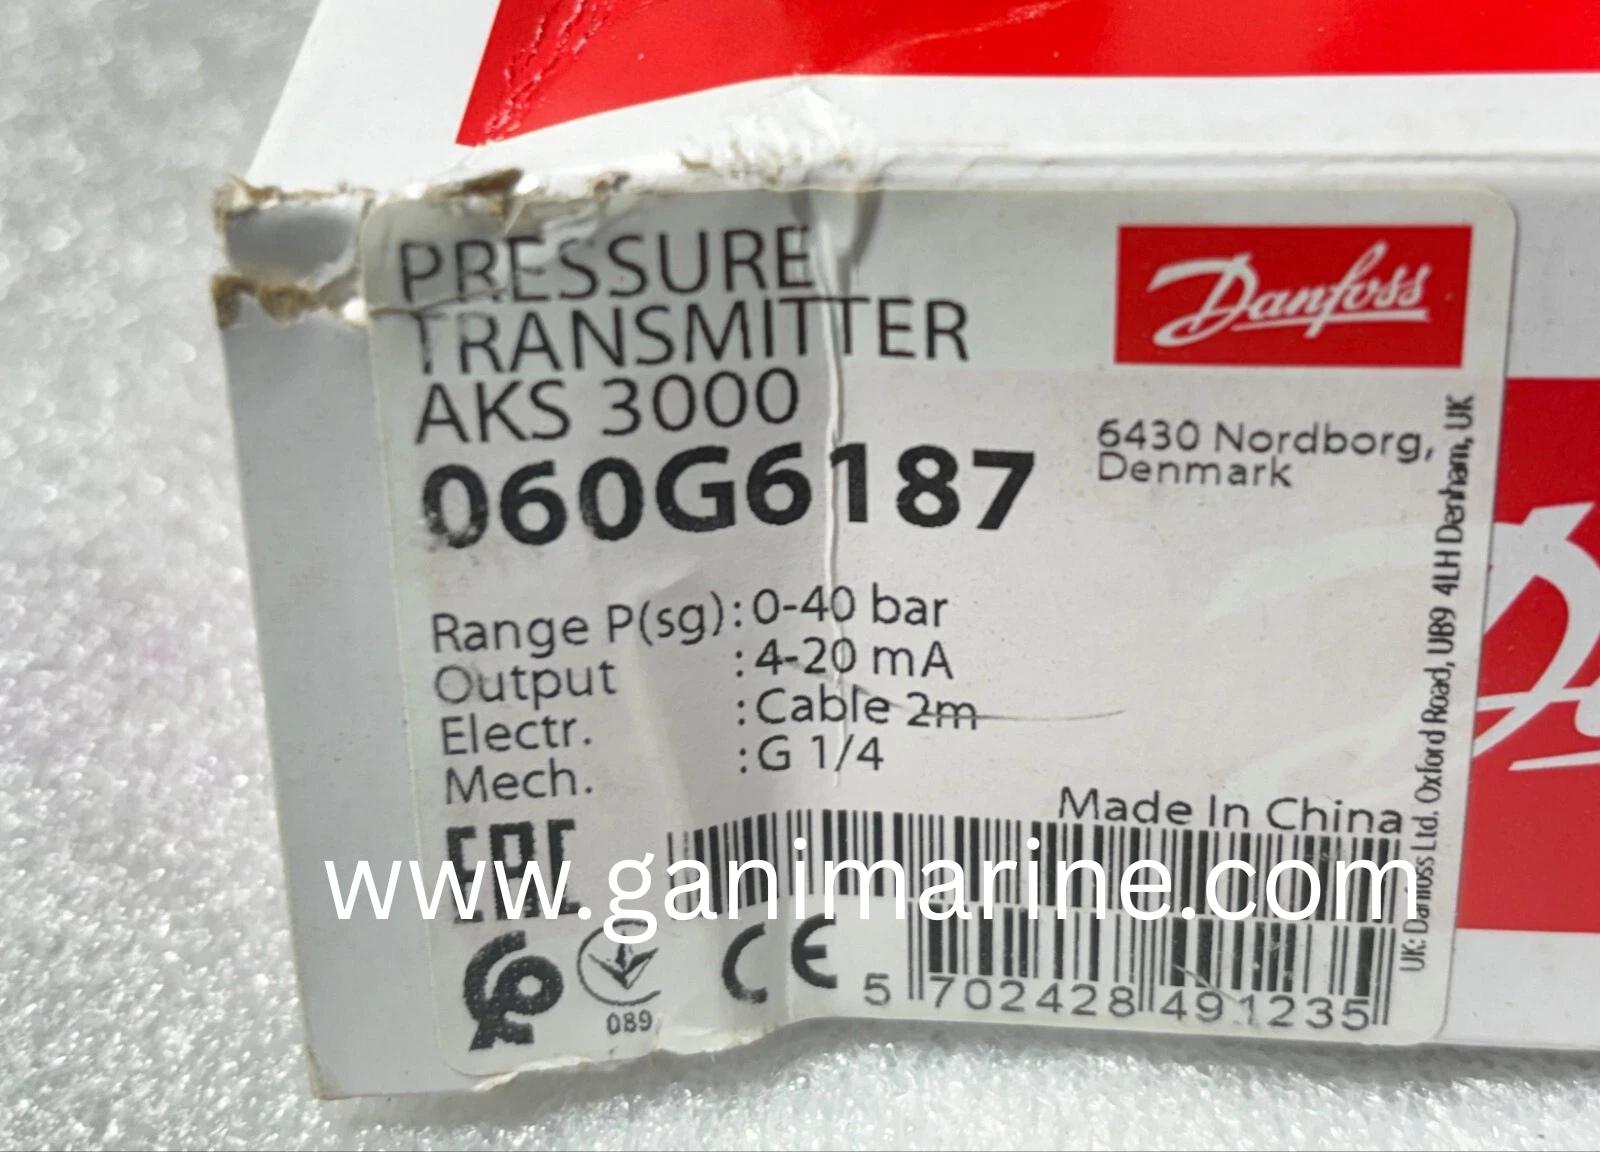 PRESSURE
TRANSMITTER
AKS 3000
060G6187
Danfoss
6430 Nordborg,
Denmark
Range P(sg): 0-40 bar
Output : 4-20 mA
Electr. : Cable 2m
Mech. : G 1/4
Made In China
EAC
www.ganimarine.com
089
CE
5 702428 491235
UK: Danfoss Ltd. Oxford Road, UB9 4LH Denham, UK